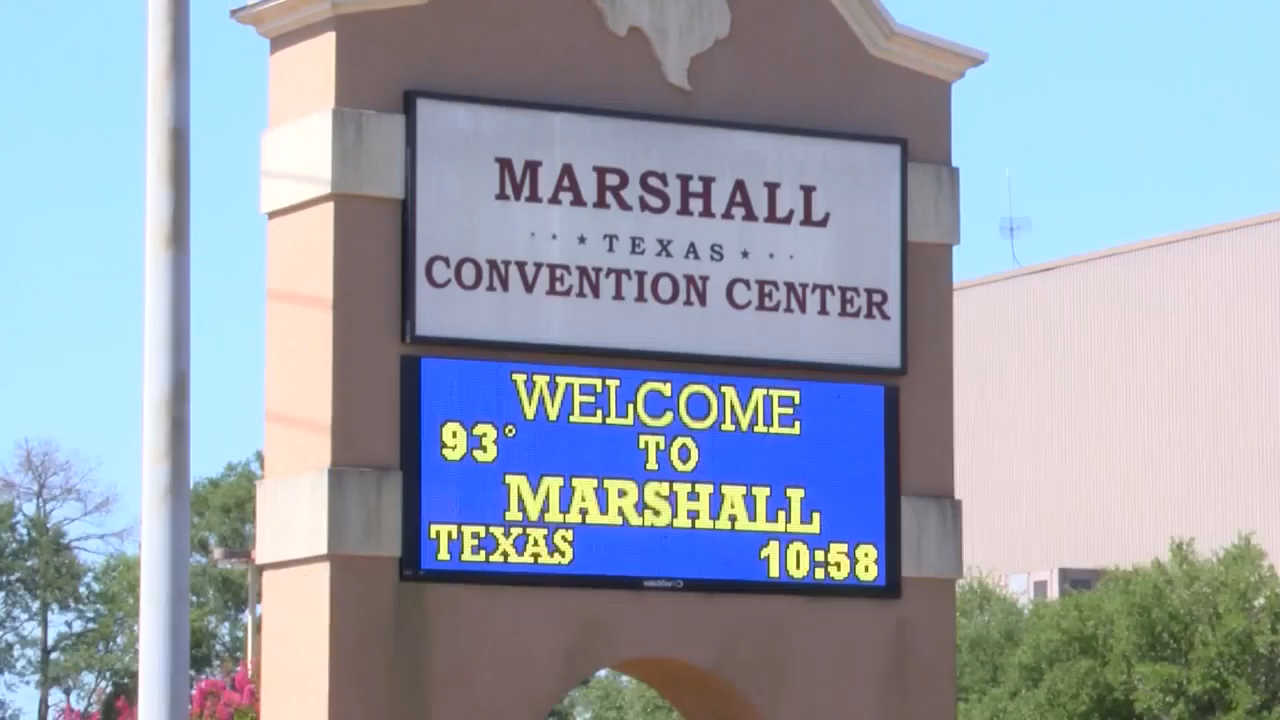 MARSHALL
TEXAS
CONVENTION CENTER
WELCOME
93° TO
MARSHALL
TEXAS 10:58